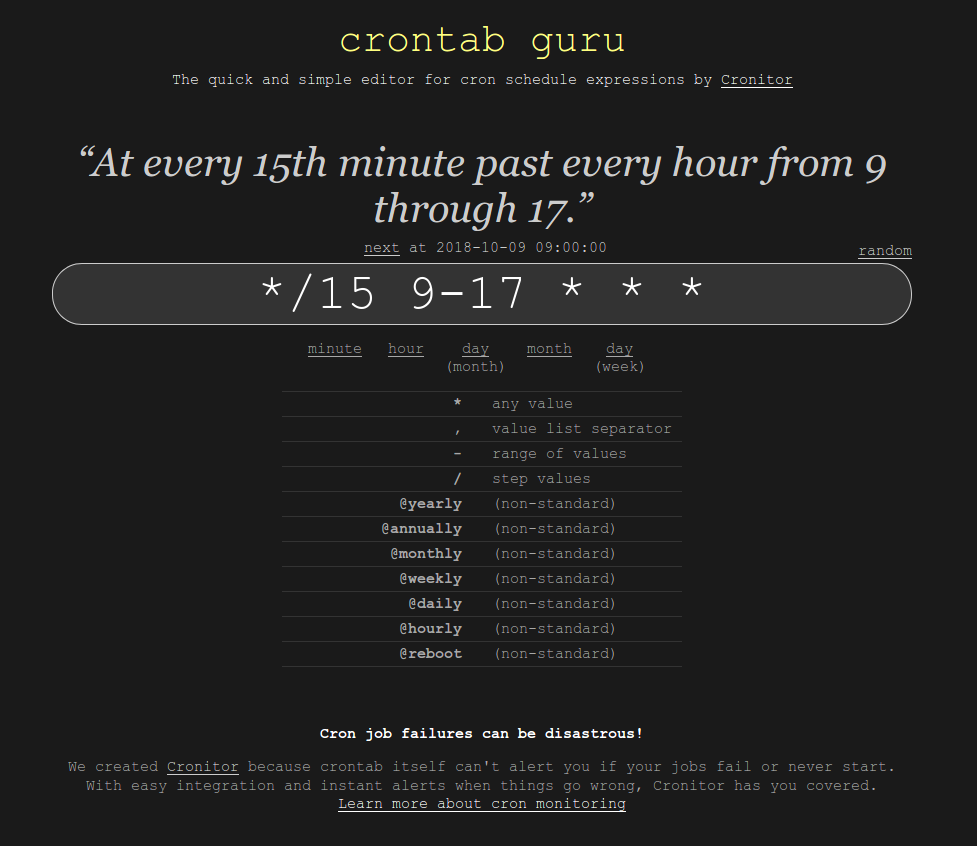 crontab guru
The quick and simple editor for cron schedule expressions by Cronitor
“At every 15th minute past every hour from 9
through 17.”
next at 2018-10-09 09:00:00
random
*/15 9-17 * * *
minute hour day month day
(month) (week)
* any value
, value list separator
- range of values
/ step values
@yearly (non-standard)
@annually (non-standard)
@monthly (non-standard)
@weekly (non-standard)
@daily (non-standard)
@hourly (non-standard)
@reboot (non-standard)
Cron job failures can be disastrous!
We created Cronitor because crontab itself can't alert you if your jobs fail or never start.
With easy integration and instant alerts when things go wrong, Cronitor has you covered.
Learn more about cron monitoring